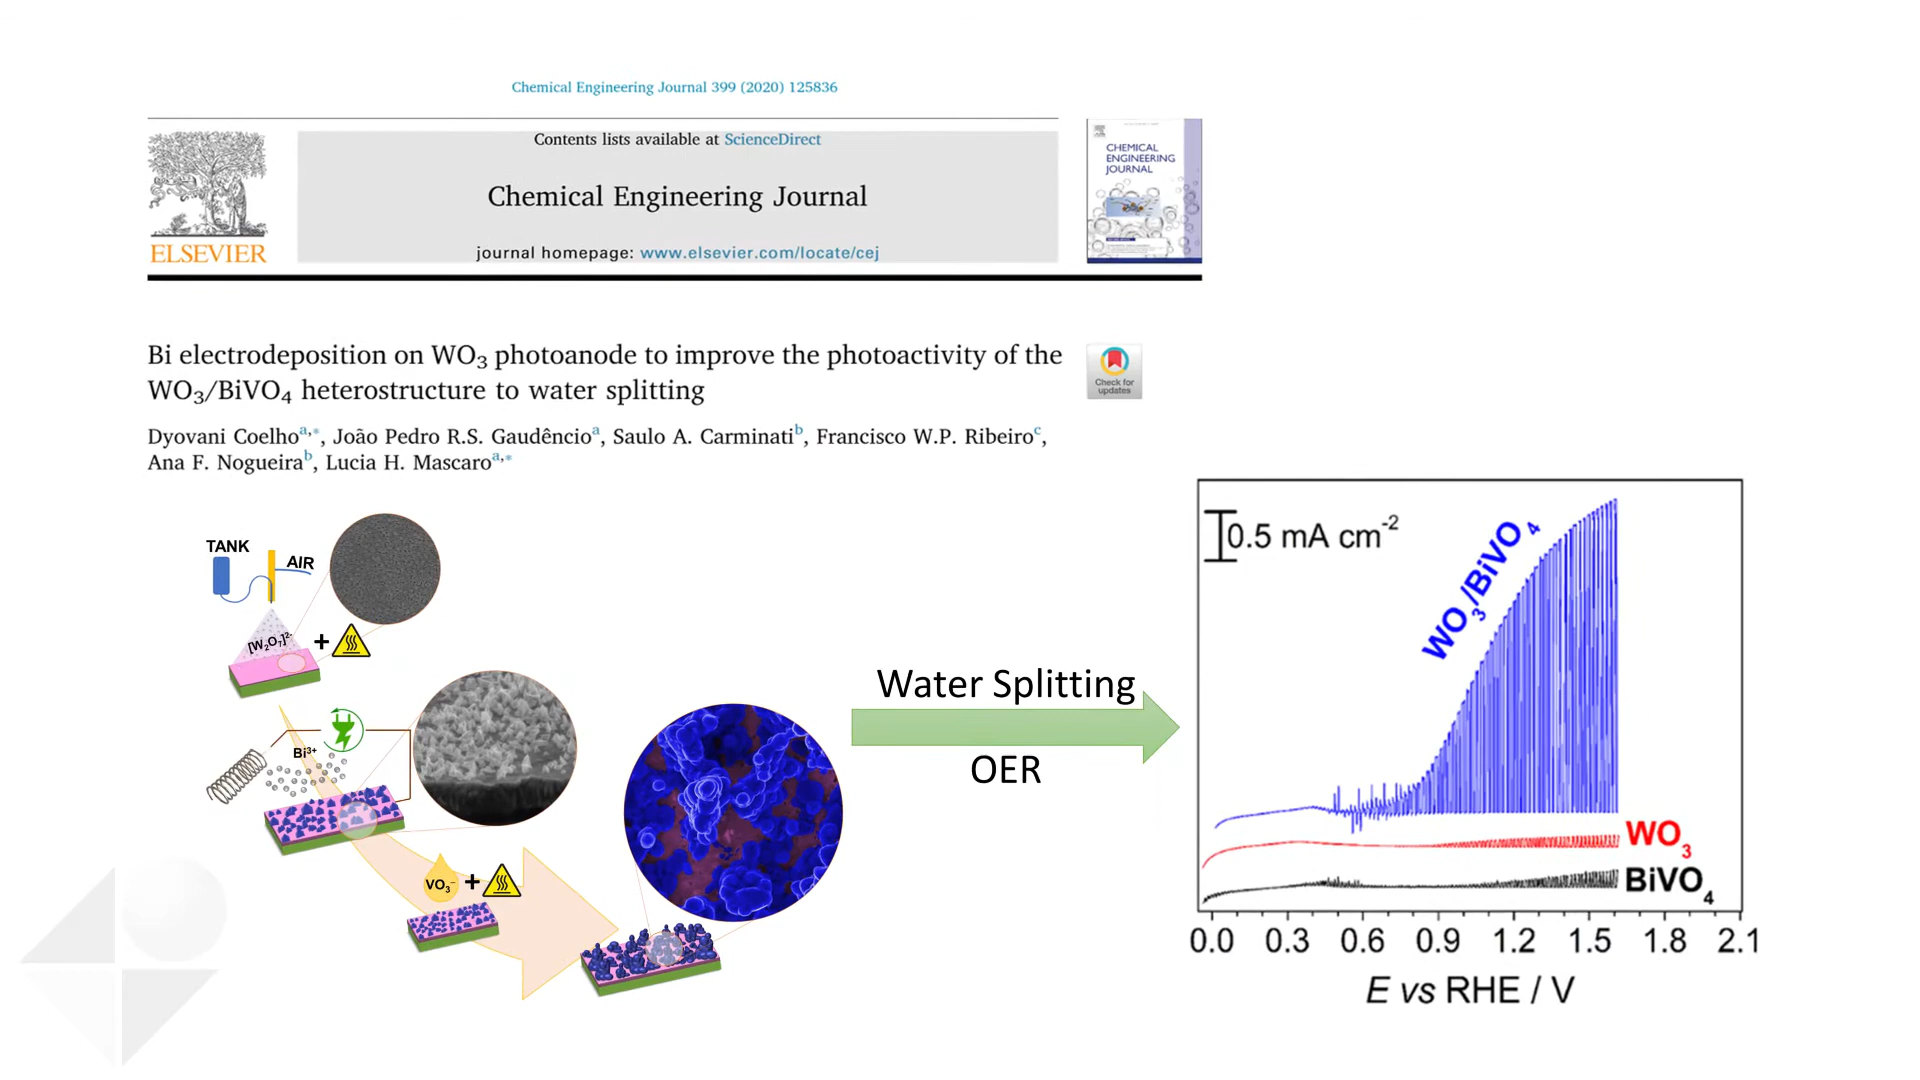 Chemical Engineering Journal 399 (2020) 125836
Contents lists available at ScienceDirect
Chemical Engineering Journal
journal homepage: www.elsevier.com/locate/cej
ELSEVIER
CHEMICAL
ENGINEERING
JOURNAL
Bi electrodeposition on WO₃ photoanode to improve the photoactivity of the
WO₃/BiVO₄ heterostructure to water splitting
Check for
updates
Dyovani Coelhoᵃ,*, João Pedro R.S. Gaudêncioᵃ, Saulo A. Carminatiᵇ, Francisco W.P. Ribeiroᶜ,
Ana F. Nogueiraᵇ, Lucia H. Mascaroᵃ,*
TANK
AIR
[W₂O₇]²⁻
+
Bi³⁺
VO₃⁻ +
Water Splitting
OER
0.5 mA cm⁻²
WO₃/BiVO₄
WO₃
BiVO₄
0.0 0.3 0.6 0.9 1.2 1.5 1.8 2.1
E vs RHE / V